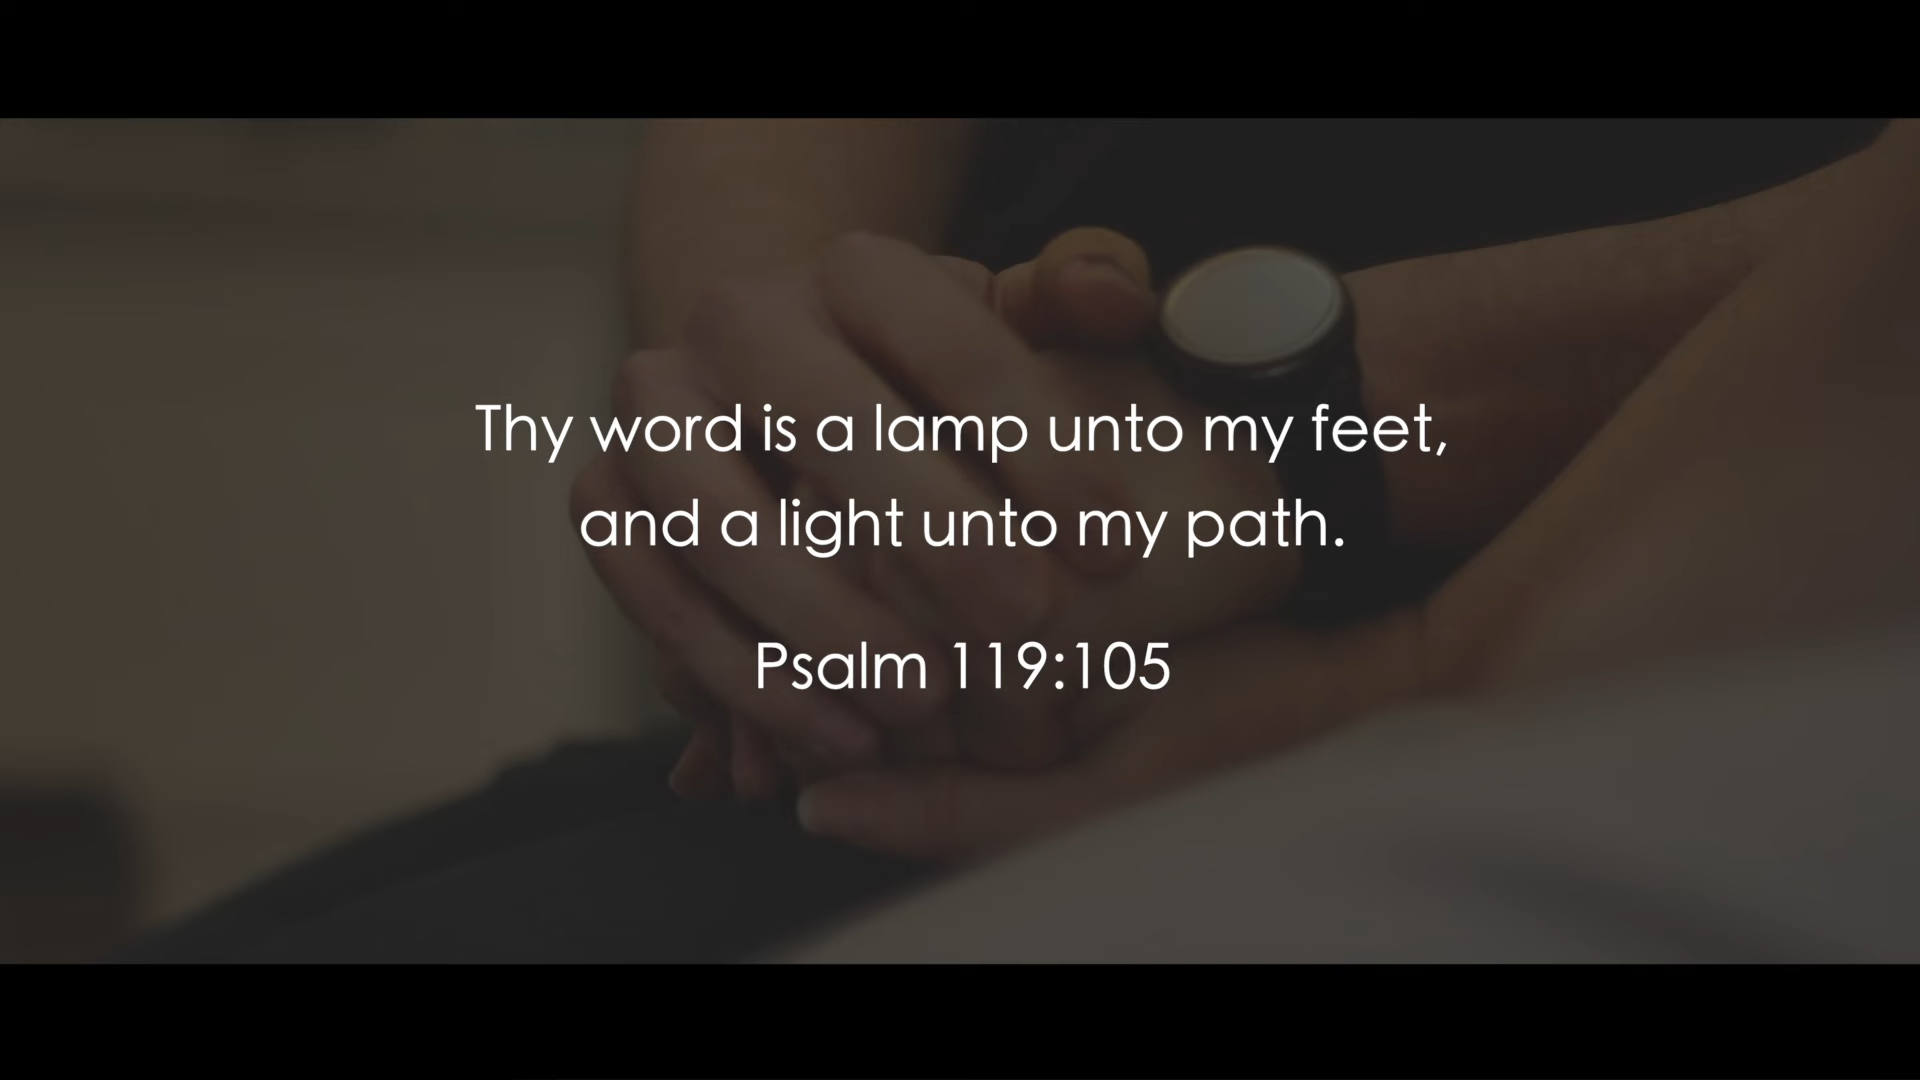 Thy word is a lamp unto my feet,
and a light unto my path.
Psalm 119:105